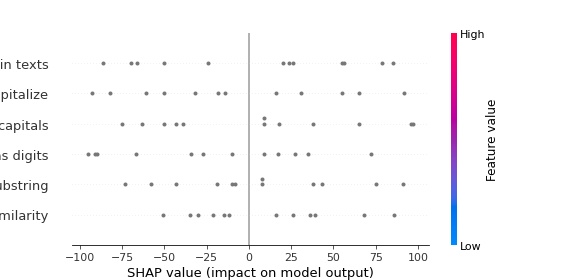 High
in texts
pitalize
capitals
s digits
ubstring
milarity
Feature value
Low
−100 −75 −50 −25 0 25 50 75 100
SHAP value (impact on model output)